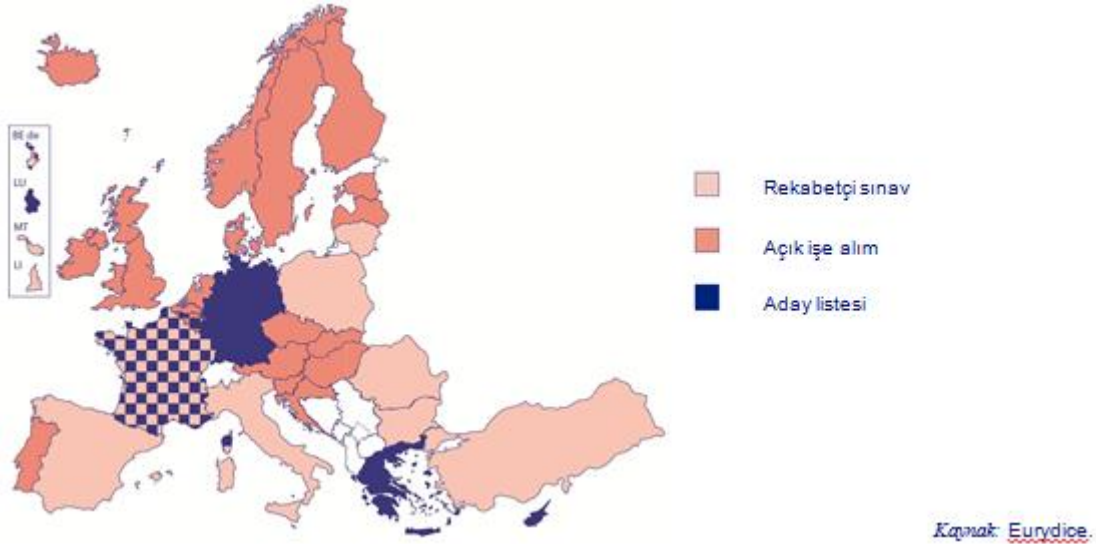 BE de
LU
MT
LI
Rekabetçi sınav
Açık işe alım
Aday listesi
Kaynak: Eurydice.